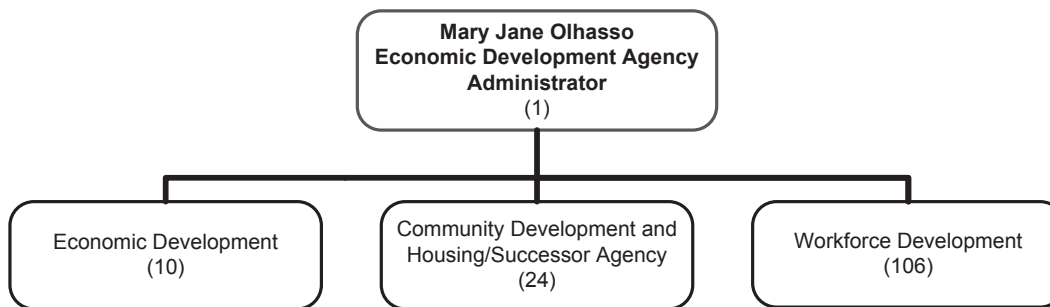 Mary Jane Olhasso
Economic Development Agency
Administrator
(1)
Economic Development
(10)
Community Development and
Housing/Successor Agency
(24)
Workforce Development
(106)